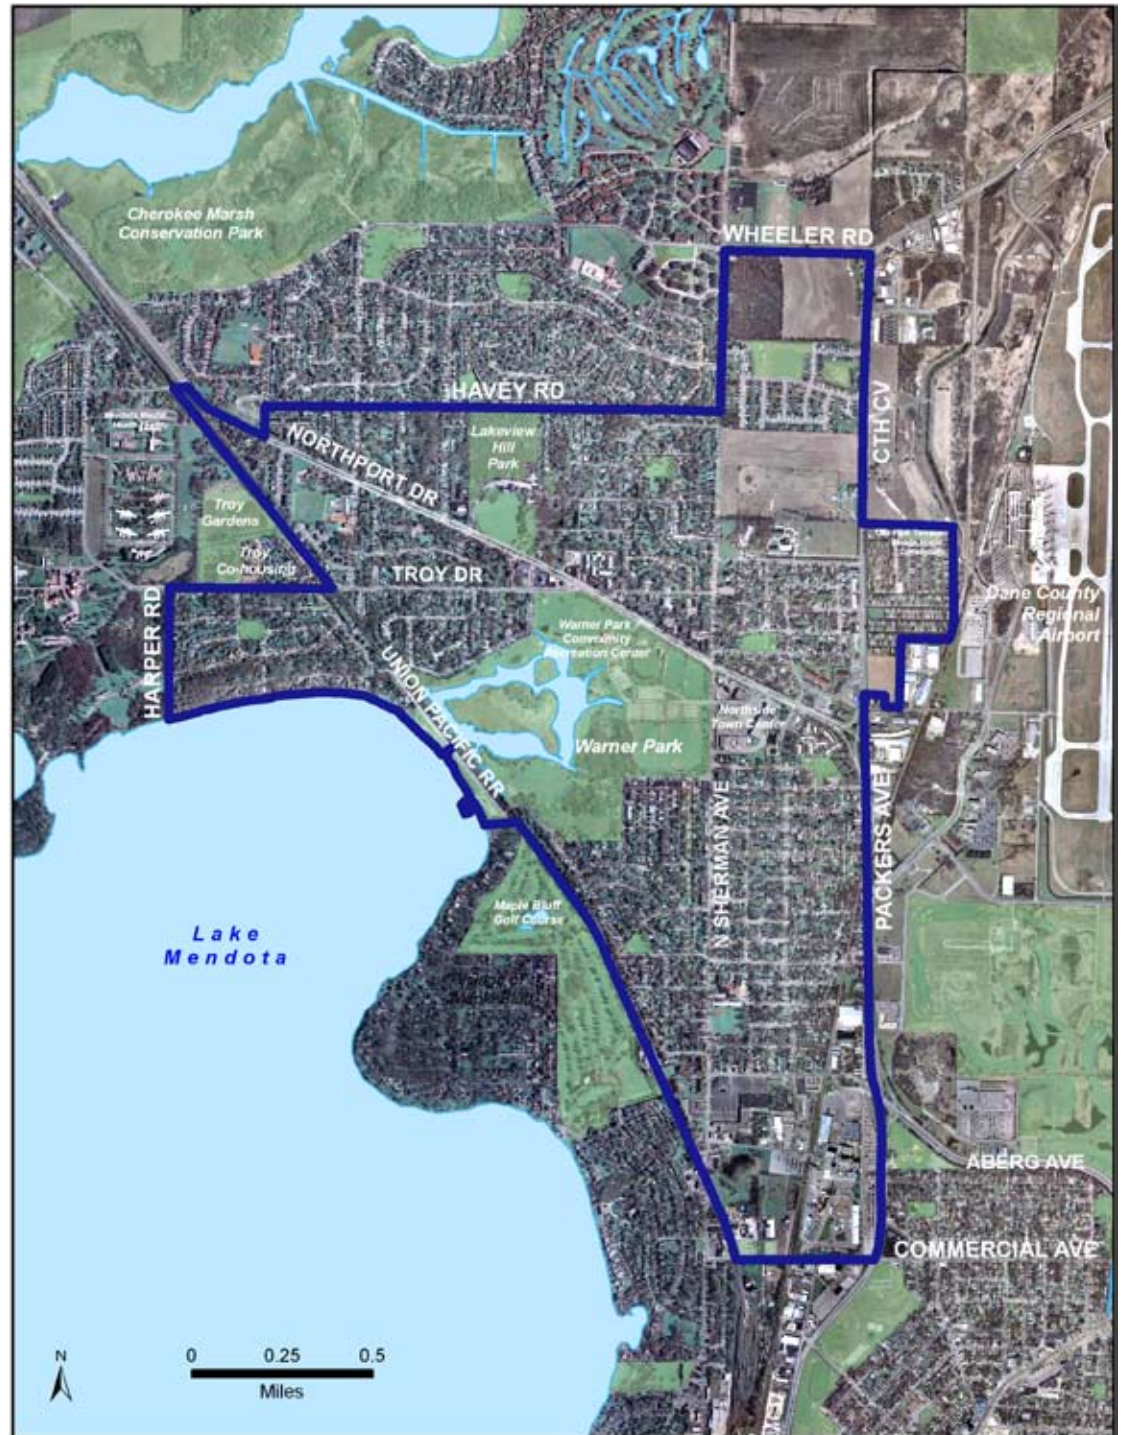 Cherokee Marsh
Conservation Park
WHEELER RD
HAVEY RD
CTH CV
NORTHPORT DR
Lakeview
Hill
Park
Troy
Gardens
Troy
Co-housing
TROY DR
Dane County
Regional
Airport
HARPER RD
Warner Park
Community
Recreation Center
UNION PACIFIC RR
Northside
Town Center
Warner Park
N SHERMAN AVE
PACKERS AVE
Maple Bluff
Golf Course
Lake
Mendota
ABERG AVE
COMMERCIAL AVE
N
0 0.25 0.5
Miles